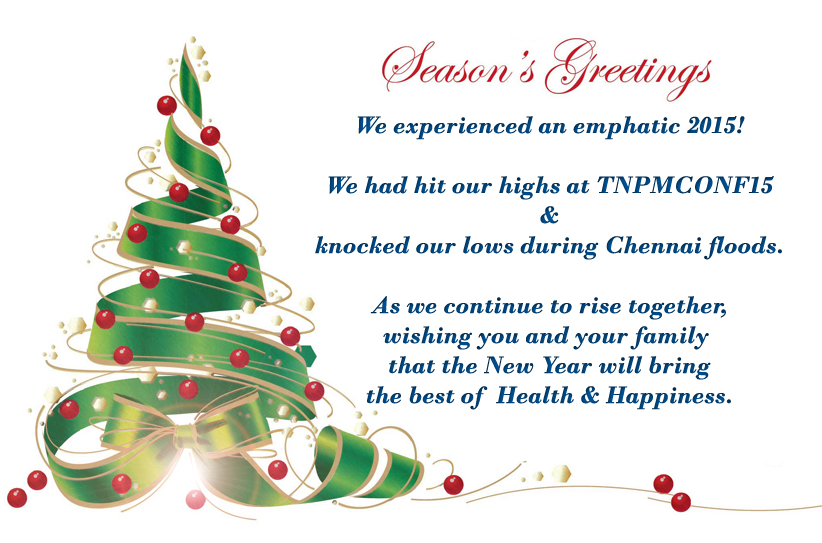 Season's Greetings
We experienced an emphatic 2015!
We had hit our highs at TNPMCONF15
&
knocked our lows during Chennai floods.
As we continue to rise together,
wishing you and your family
that the New Year will bring
the best of Health & Happiness.